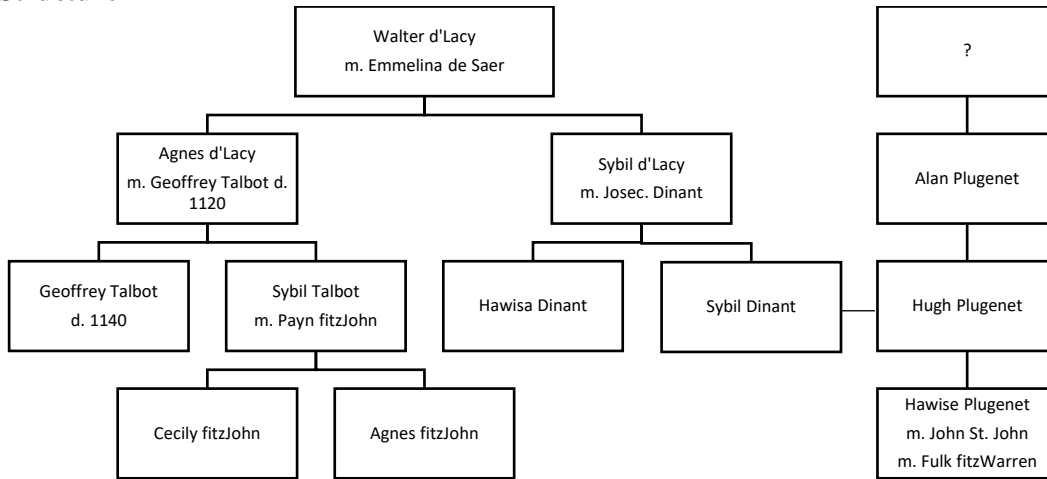 Walter d'Lacy
m. Emmelina de Saer
?
Agnes d'Lacy
m. Geoffrey Talbot d.
1120
Sybil d'Lacy
m. Josec. Dinant
Alan Plugenet
Geoffrey Talbot
d. 1140
Sybil Talbot
m. Payn fitzJohn
Hawisa Dinant
Sybil Dinant
Hugh Plugenet
Cecily fitzJohn
Agnes fitzJohn
Hawise Plugenet
m. John St. John
m. Fulk fitzWarren